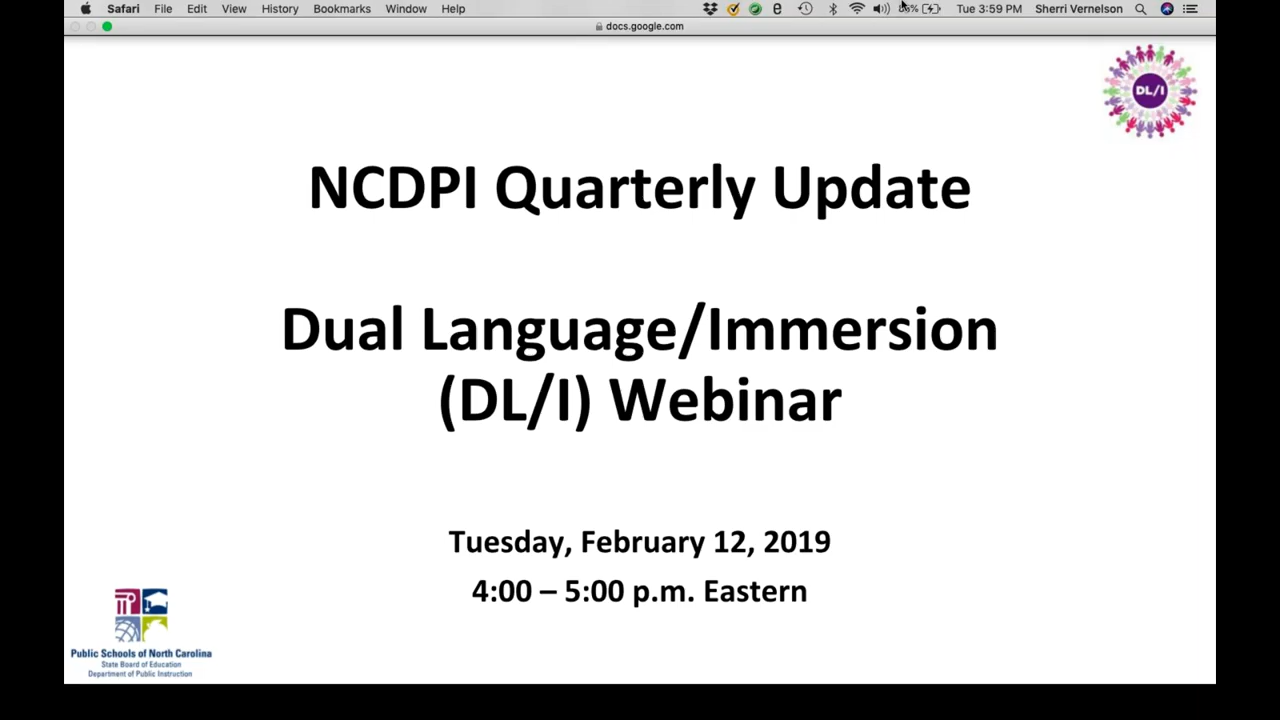 Safari File Edit View History Bookmarks Window Help Tue 3:59 PM Sherri Vernelson
docs.google.com
DL/I
NCDPI Quarterly Update
Dual Language/Immersion
(DL/I) Webinar
Tuesday, February 12, 2019
4:00 – 5:00 p.m. Eastern
Public Schools of North Carolina
State Board of Education
Department of Public Instruction